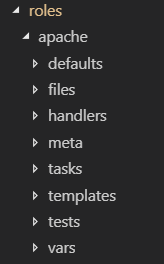 roles
apache
defaults
files
handlers
meta
tasks
templates
tests
vars